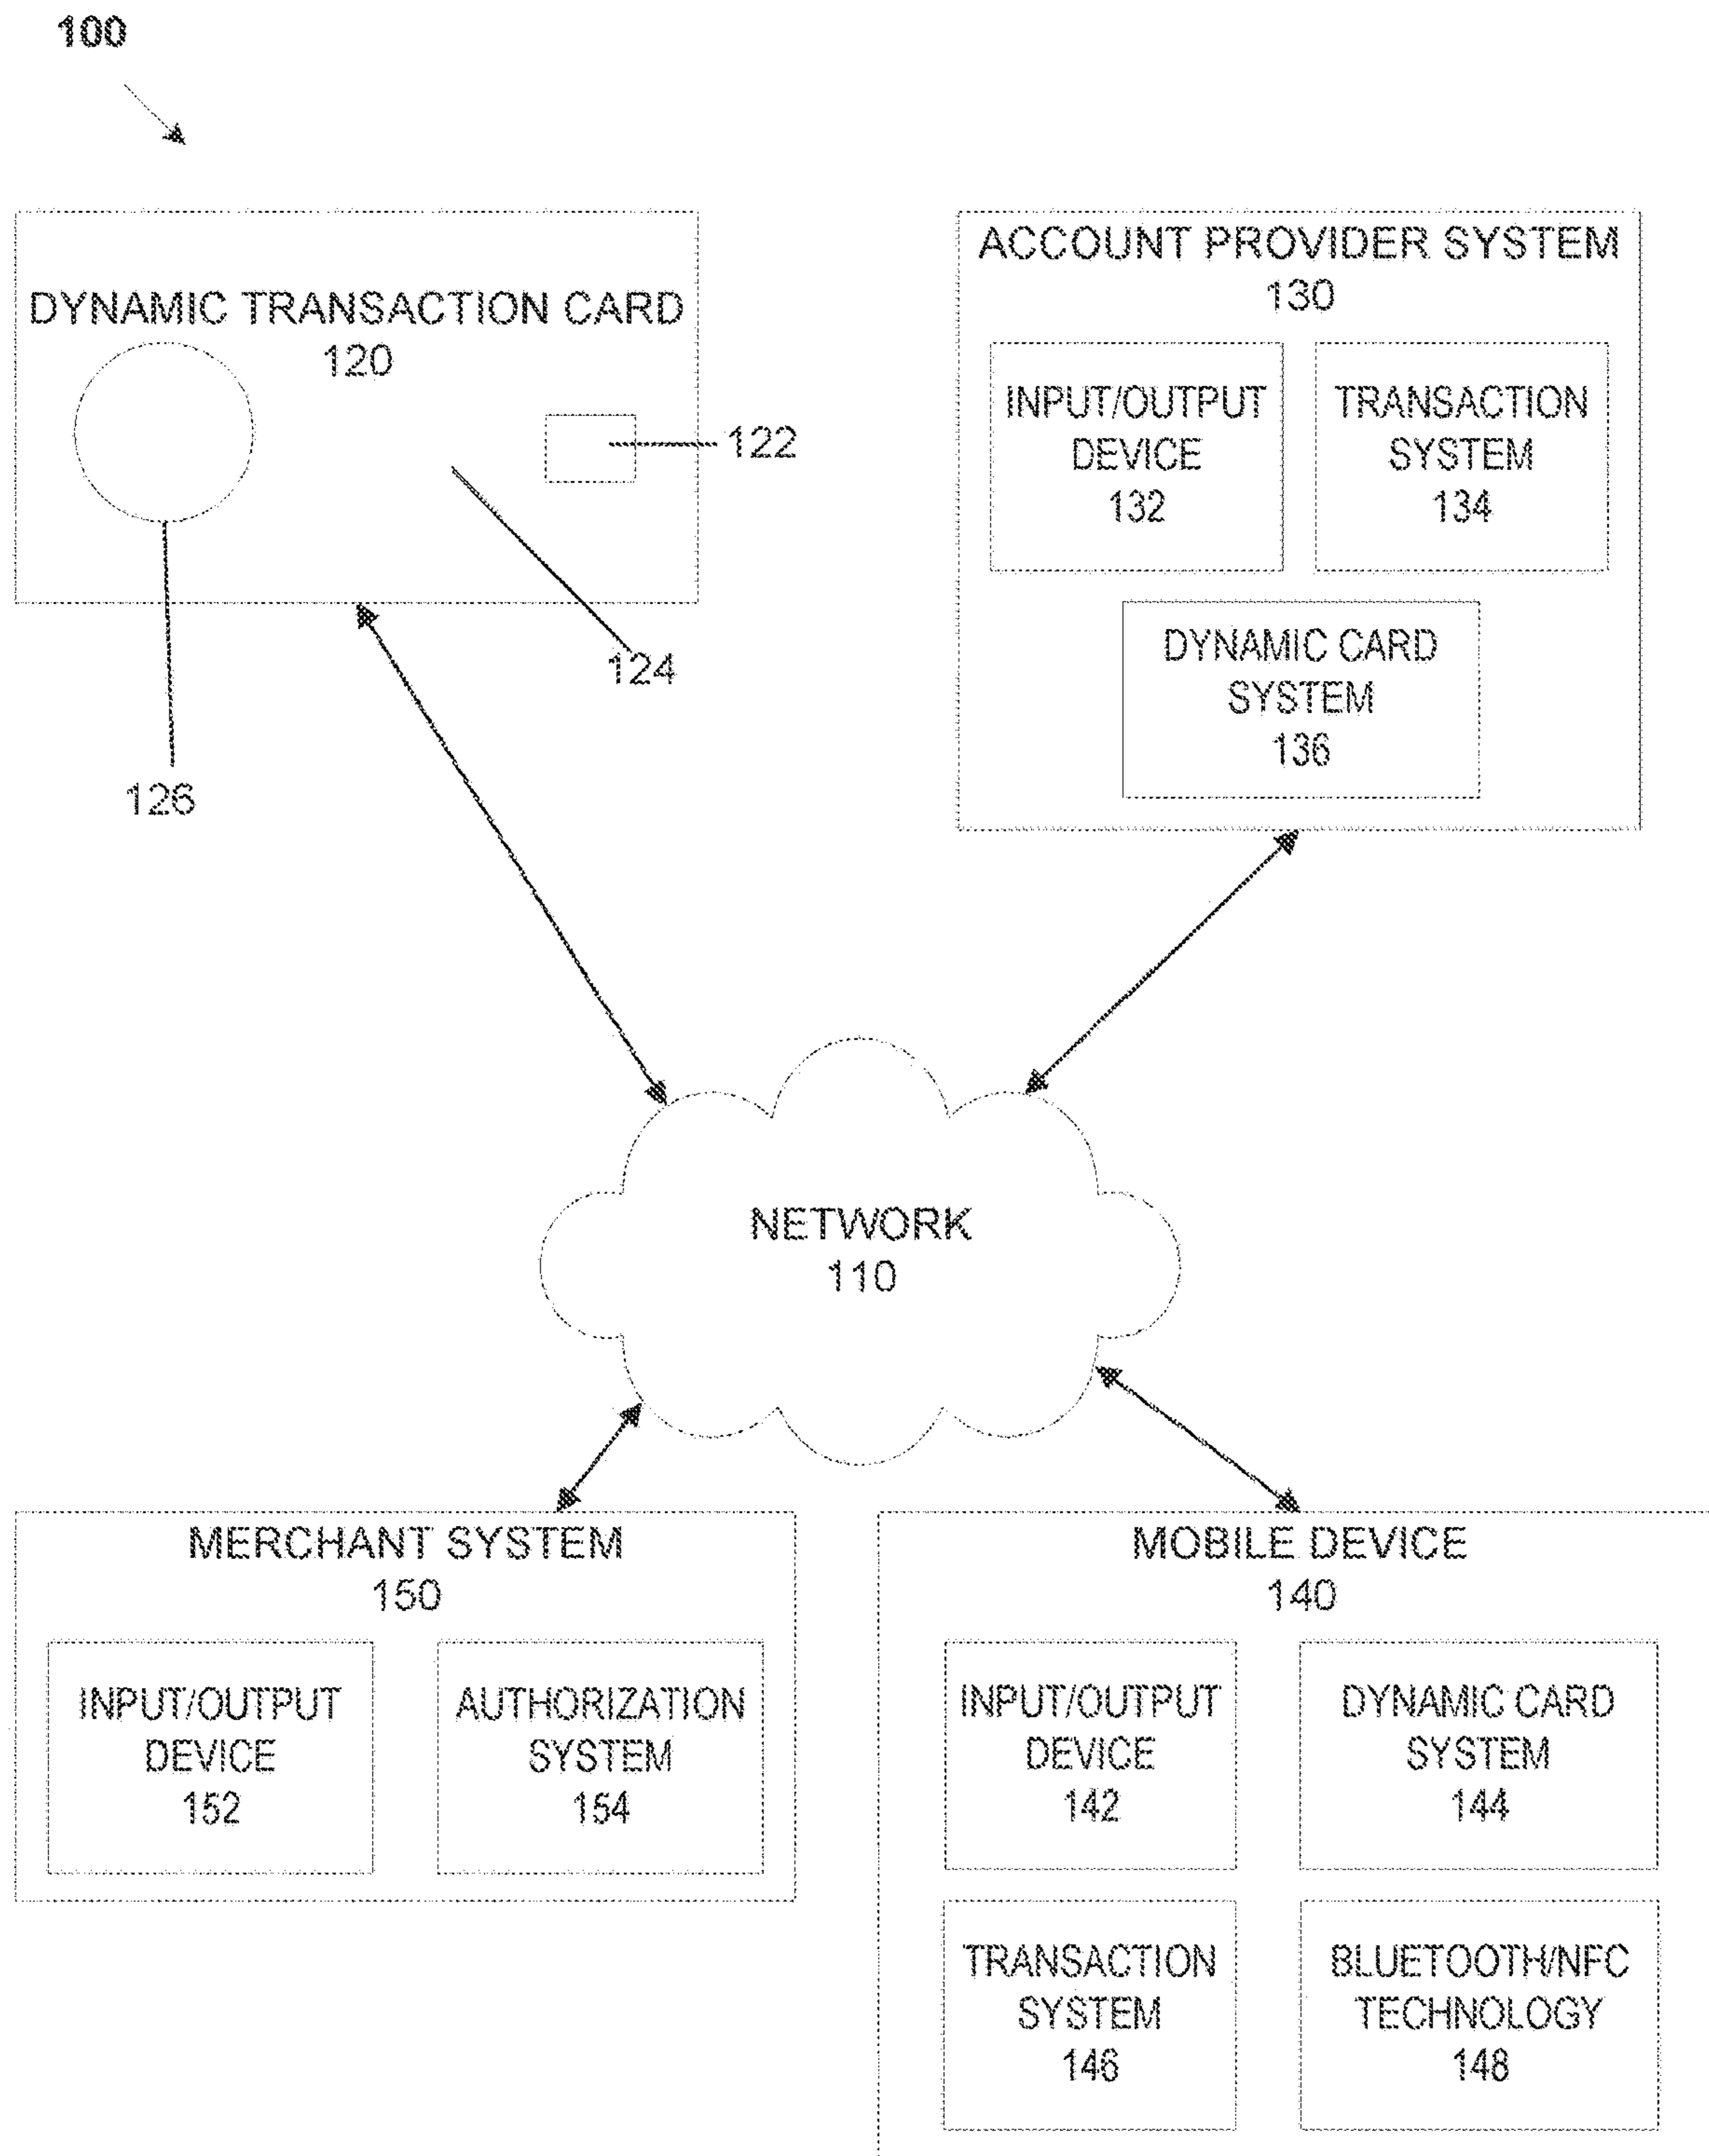 100
DYNAMIC TRANSACTION CARD
120
122
124
126
ACCOUNT PROVIDER SYSTEM
130
INPUT/OUTPUT
DEVICE
132
TRANSACTION
SYSTEM
134
DYNAMIC CARD
SYSTEM
136
NETWORK
110
MERCHANT SYSTEM
150
INPUT/OUTPUT
DEVICE
152
AUTHORIZATION
SYSTEM
154
MOBILE DEVICE
140
INPUT/OUTPUT
DEVICE
142
DYNAMIC CARD
SYSTEM
144
TRANSACTION
SYSTEM
146
BLUETOOTH/NFC
TECHNOLOGY
148